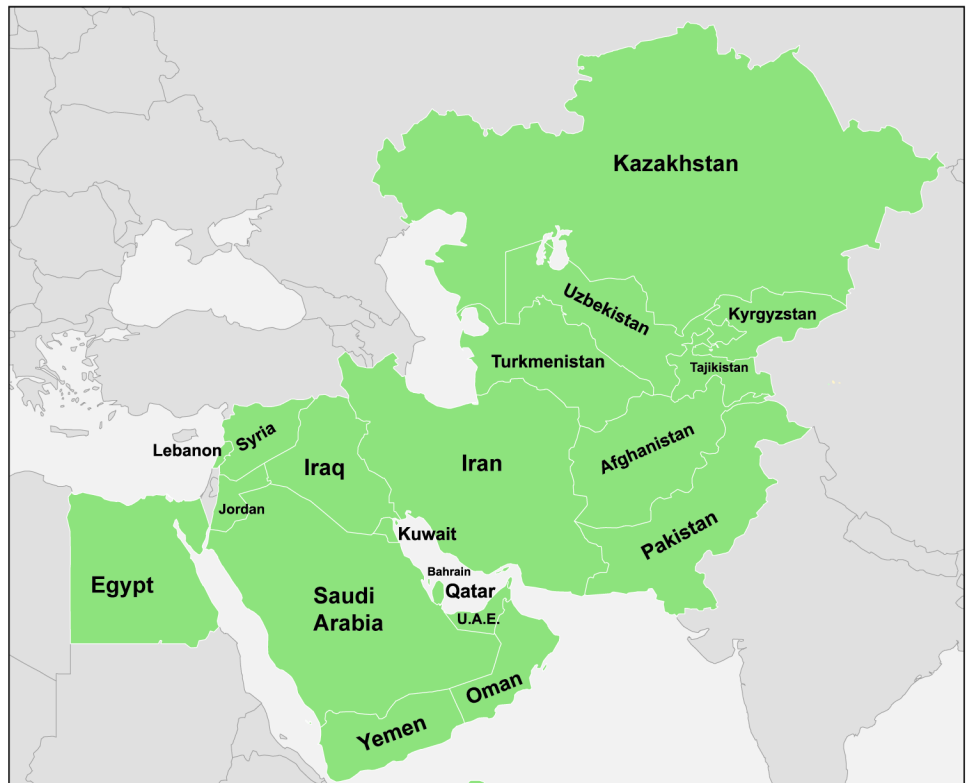 Kazakhstan
Uzbekistan
Kyrgyzstan
Turkmenistan
Tajikistan
Syria
Lebanon
Afghanistan
Iran
Iraq
Jordan
Kuwait
Pakistan
Bahrain
Egypt
Qatar
Saudi
Arabia
U.A.E.
Oman
Yemen